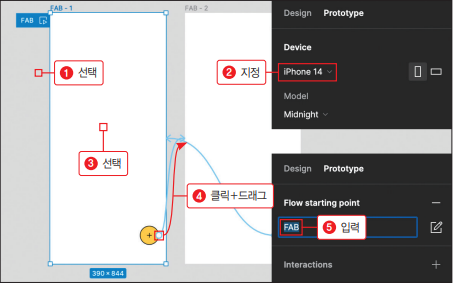 FAB - 1
FAB - 2
FAB
Design Prototype
Device
1 선택
2 지정
iPhone 14
Model
Midnight
3 선택
4 클릭+드래그
Design Prototype
Flow starting point
FAB
5 입력
Interactions
390 × 844